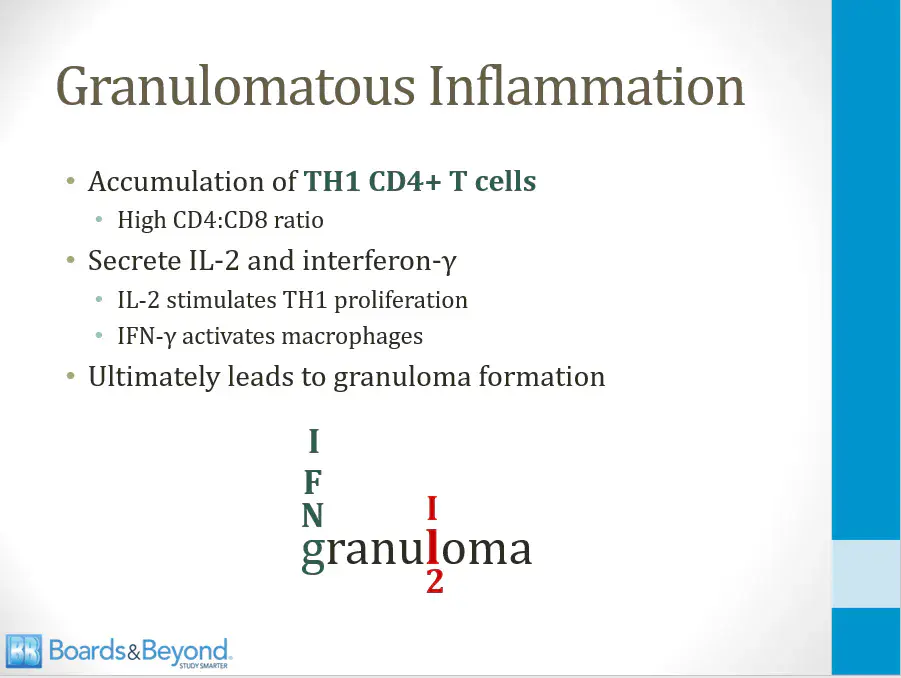 Granulomatous Inflammation
• Accumulation of TH1 CD4+ T cells
• High CD4:CD8 ratio
• Secrete IL-2 and interferon-γ
• IL-2 stimulates TH1 proliferation
• IFN-γ activates macrophages
• Ultimately leads to granuloma formation
I
F
N
I
granuloma
2
BB Boards&Beyond.
STUDY SMARTER